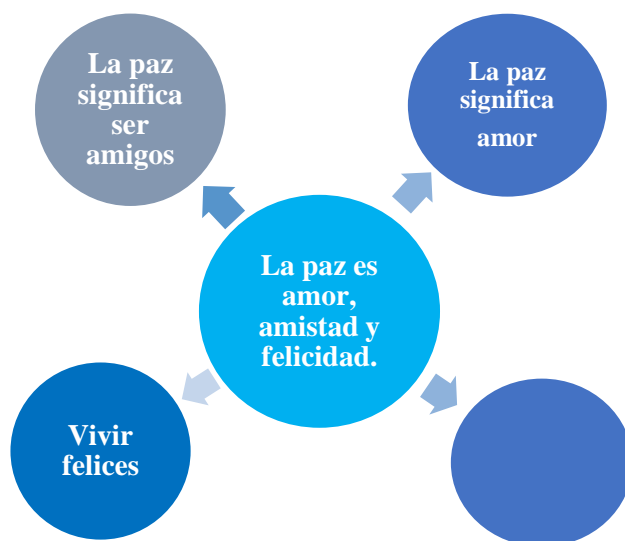 La paz
significa
ser
amigos
La paz
significa
amor
La paz es
amor,
amistad y
felicidad.
Vivir
felices